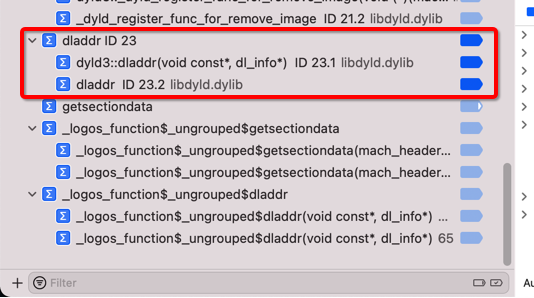 _dyld_register_func_for_remove_image ID 21.2 libdyld.dylib
dladdr ID 23
dyld3::dladdr(void const*, dl_info*) ID 23.1 libdyld.dylib
dladdr ID 23.2 libdyld.dylib
getsectiondata
_logos_function$_ungrouped$getsectiondata
_logos_function$_ungrouped$getsectiondata(mach_header...
_logos_function$_ungrouped$getsectiondata(mach_header...
_logos_function$_ungrouped$dladdr
_logos_function$_ungrouped$dladdr(void const*, dl_info*) ...
_logos_function$_ungrouped$dladdr(void const*, dl_info*) 65
Filter
Au